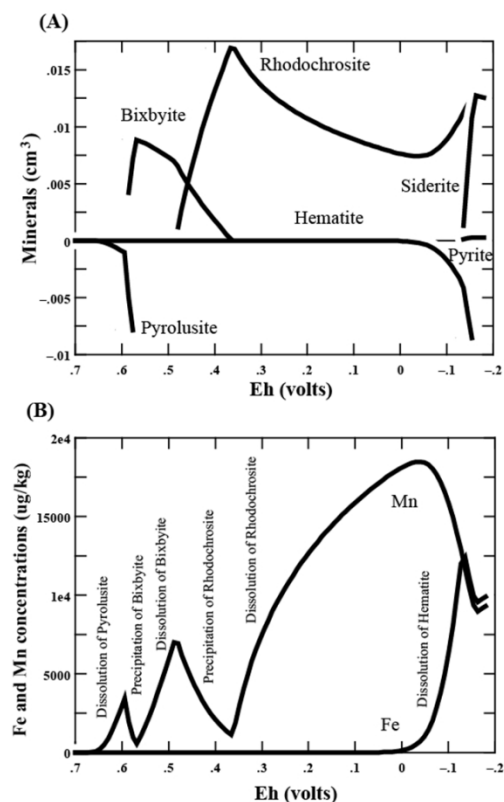 (A)
Minerals (cm³)
.015
.01
.005
0
−.005
−.01
Bixbyite
Rhodochrosite
Hematite
Siderite
Pyrite
Pyrolusite
.7 .6 .5 .4 .3 .2 .1 0 −.1 −.2
Eh (volts)
(B)
Fe and Mn concentrations (ug/kg)
2e4
15000
1e4
5000
0
Dissolution of Pyrolusite
Precipitation of Bixbyite
Dissolution of Bixbyite
Precipitation of Rhodochrosite
Dissolution of Rhodochrosite
Mn
Fe
Dissolution of Hematite
.7 .6 .5 .4 .3 .2 .1 0 −.1 −.2
Eh (volts)